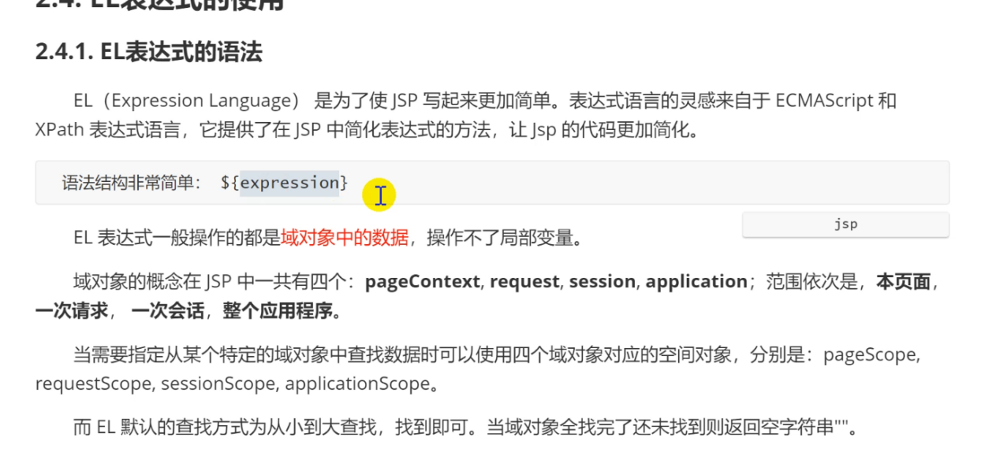 2.4. EL表达式的使用
2.4.1. EL表达式的语法
EL（Expression Language） 是为了使 JSP 写起来更加简单。表达式语言的灵感来自于 ECMAScript 和
XPath 表达式语言，它提供了在 JSP 中简化表达式的方法，让 Jsp 的代码更加简化。
语法结构非常简单： ${expression}
jsp
EL 表达式一般操作的都是域对象中的数据，操作不了局部变量。
域对象的概念在 JSP 中一共有四个：pageContext, request, session, application；范围依次是，本页面，
一次请求， 一次会话，整个应用程序。
当需要指定从某个特定的域对象中查找数据时可以使用四个域对象对应的空间对象，分别是：pageScope,
requestScope, sessionScope, applicationScope。
而 EL 默认的查找方式为从小到大查找，找到即可。当域对象全找完了还未找到则返回空字符串""。